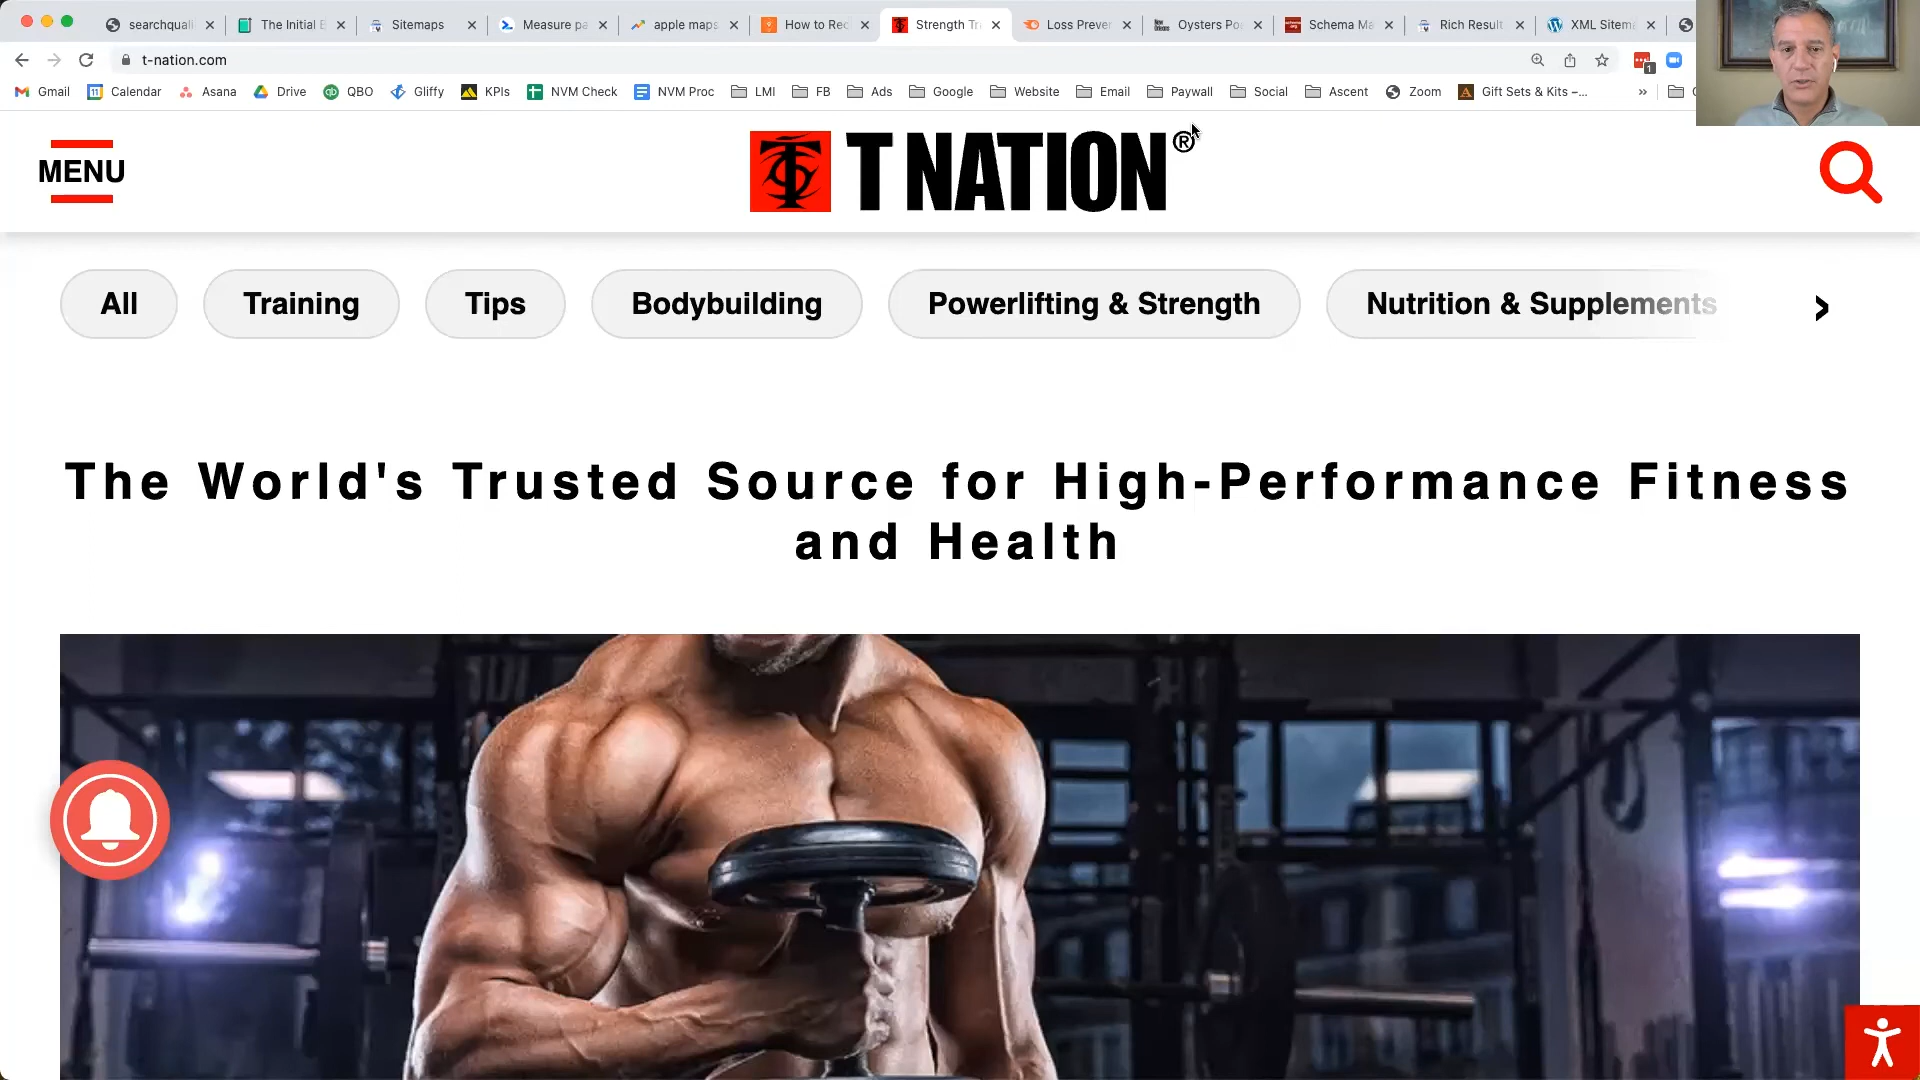 searchquali
The Initial E
Sitemaps
Measure pa
apple maps
How to Rec
Strength Tr
Loss Preven
Oysters Po
Schema Ma
Rich Result
XML Sitem
t-nation.com
1
Gmail
Calendar
Asana
Drive
QBO
Gliffy
KPIs
NVM Check
NVM Proc
LMI
FB
Ads
Google
Website
Email
Paywall
Social
Ascent
Zoom
Gift Sets & Kits –...
»
MENU
T NATION®
All
Training
Tips
Bodybuilding
Powerlifting & Strength
Nutrition & Supplements
The World's Trusted Source for High-Performance Fitness
and Health